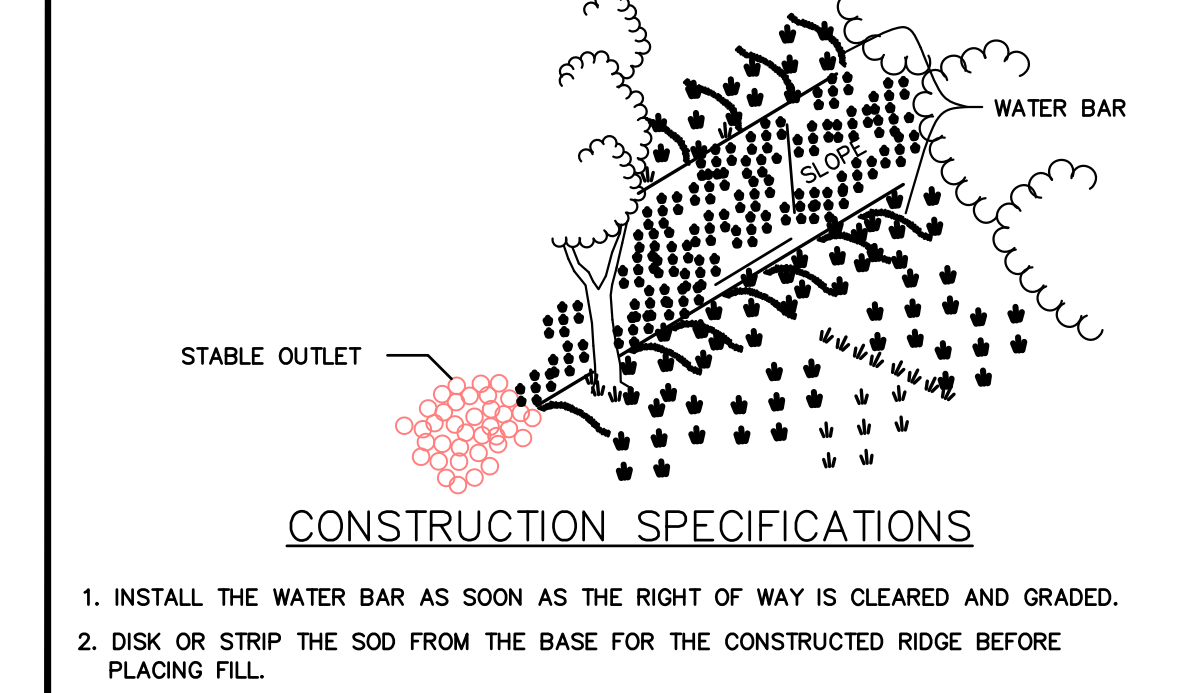 WATER BAR
SLOPE
STABLE OUTLET
CONSTRUCTION SPECIFICATIONS
1. INSTALL THE WATER BAR AS SOON AS THE RIGHT OF WAY IS CLEARED AND GRADED.
2. DISK OR STRIP THE SOD FROM THE BASE FOR THE CONSTRUCTED RIDGE BEFORE
PLACING FILL.